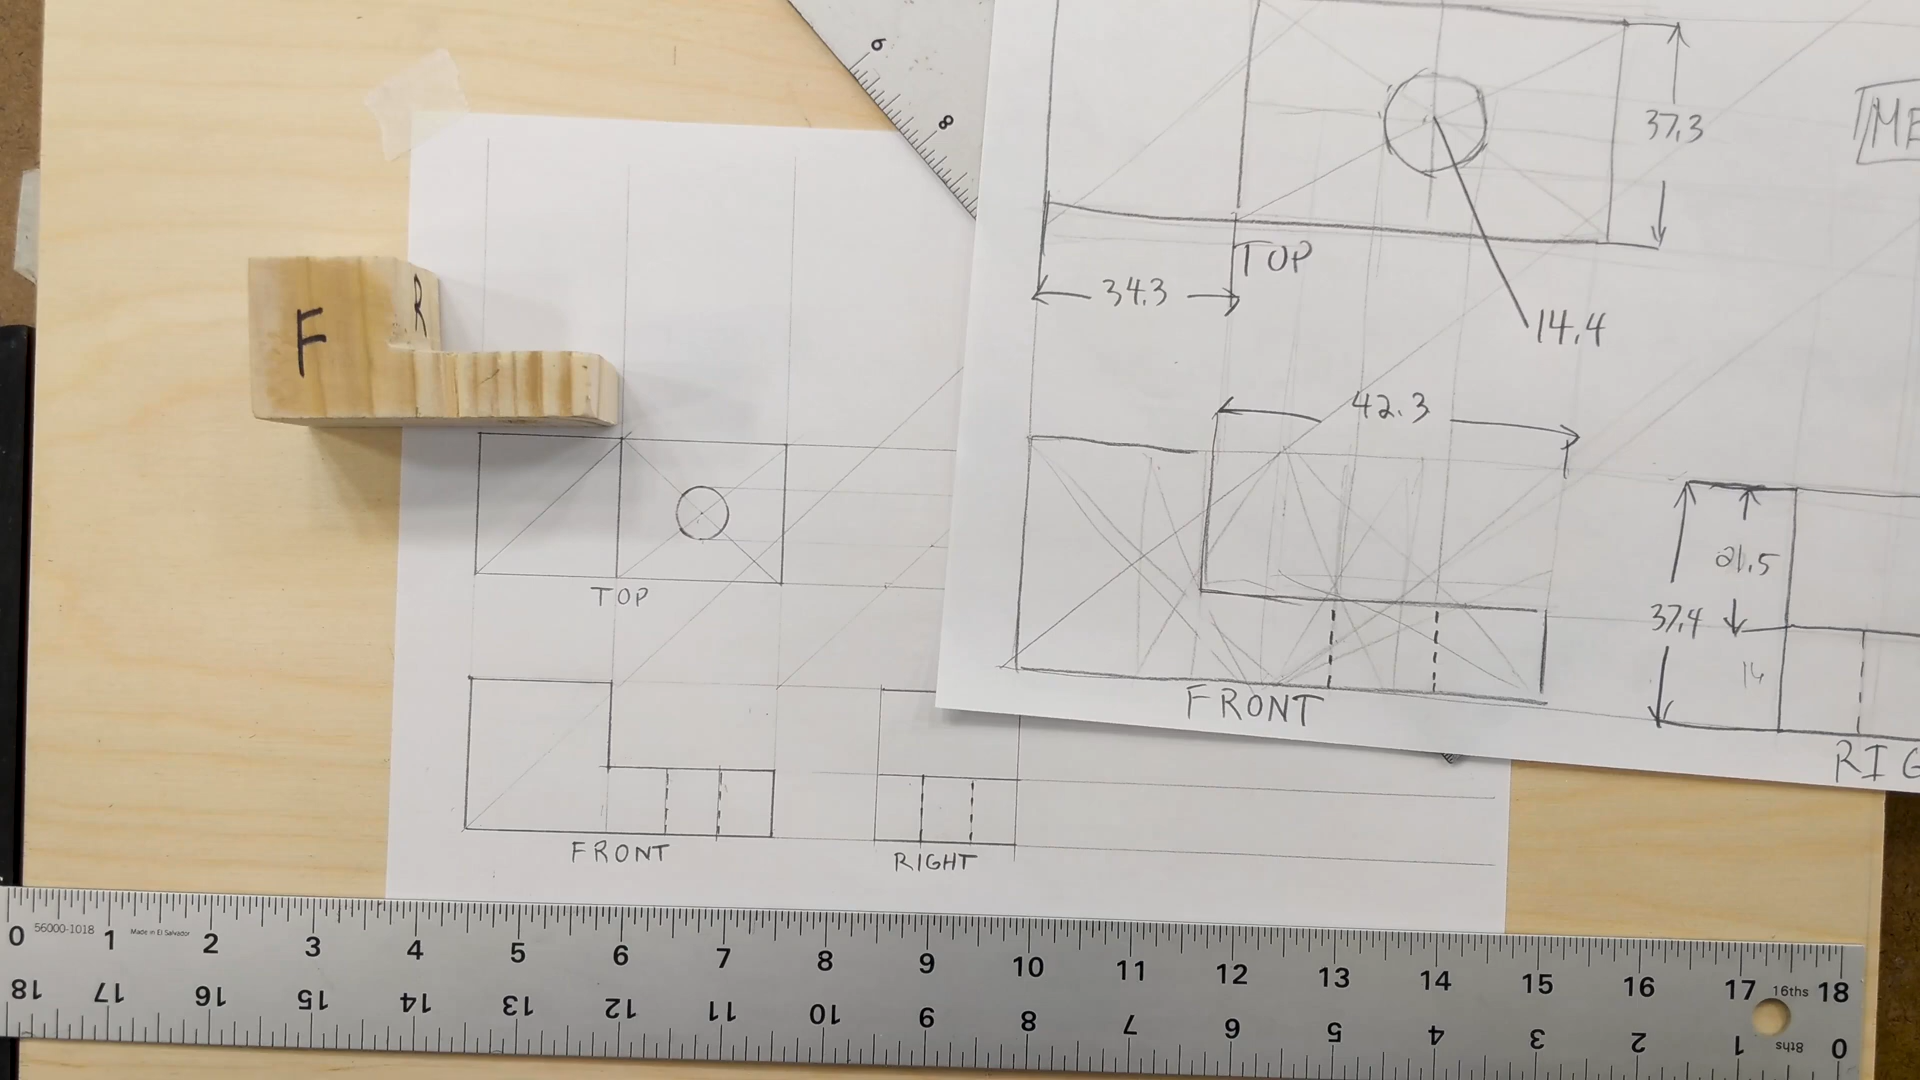 6
8
37.3
ME
TOP
34.3
14.4
F
R
42.3
21.5
37.4
14
TOP
FRONT
RIG
FRONT
RIGHT
0 56000-1018 1 Made in El Salvador 2 3 4 5 6 7 8 9 10 11 12 13 14 15 16 17 16ths 18
18 17 16 15 14 13 12 11 10 9 8 7 6 5 4 3 2 1 8ths 0